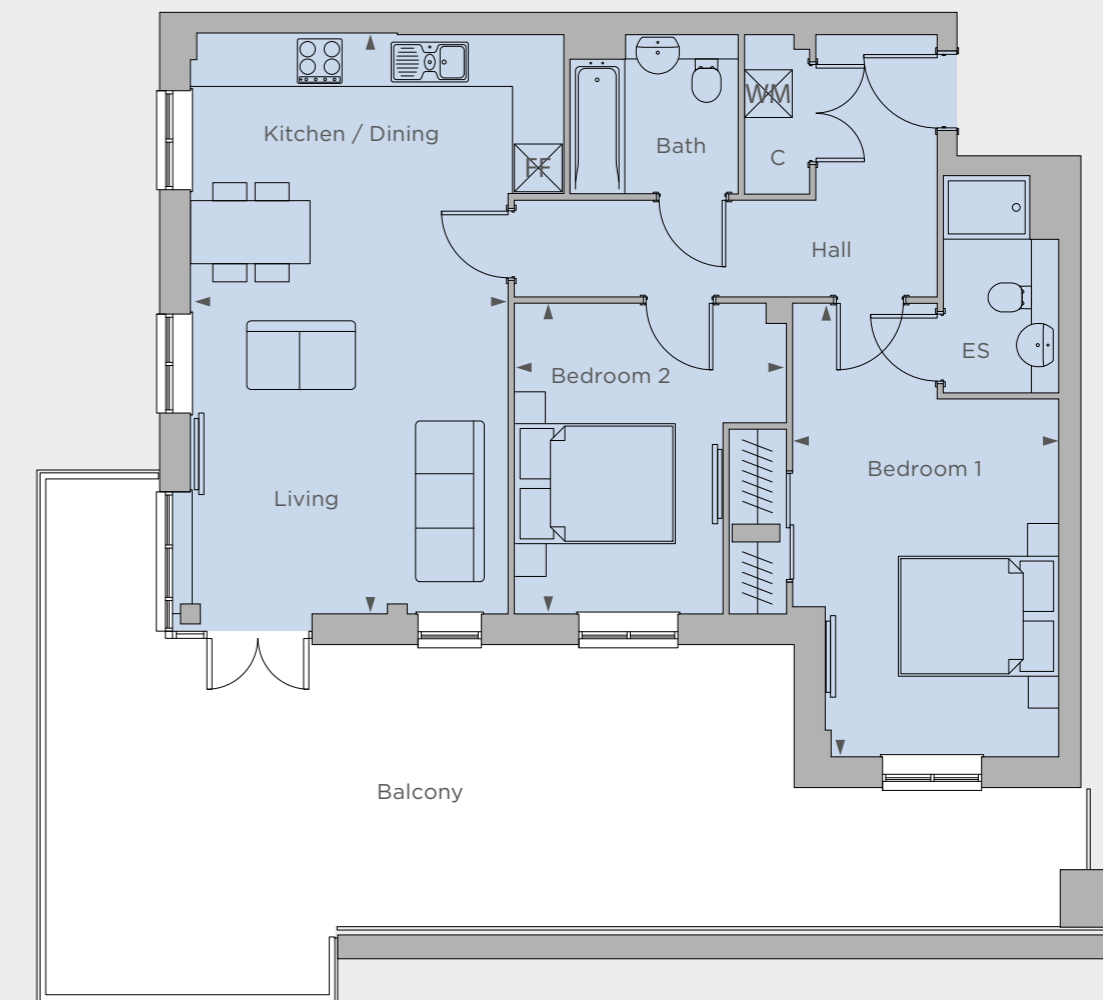 Kitchen / Dining
FF
Bath
WM
C
Hall
ES
Bedroom 2
Bedroom 1
Living
Balcony